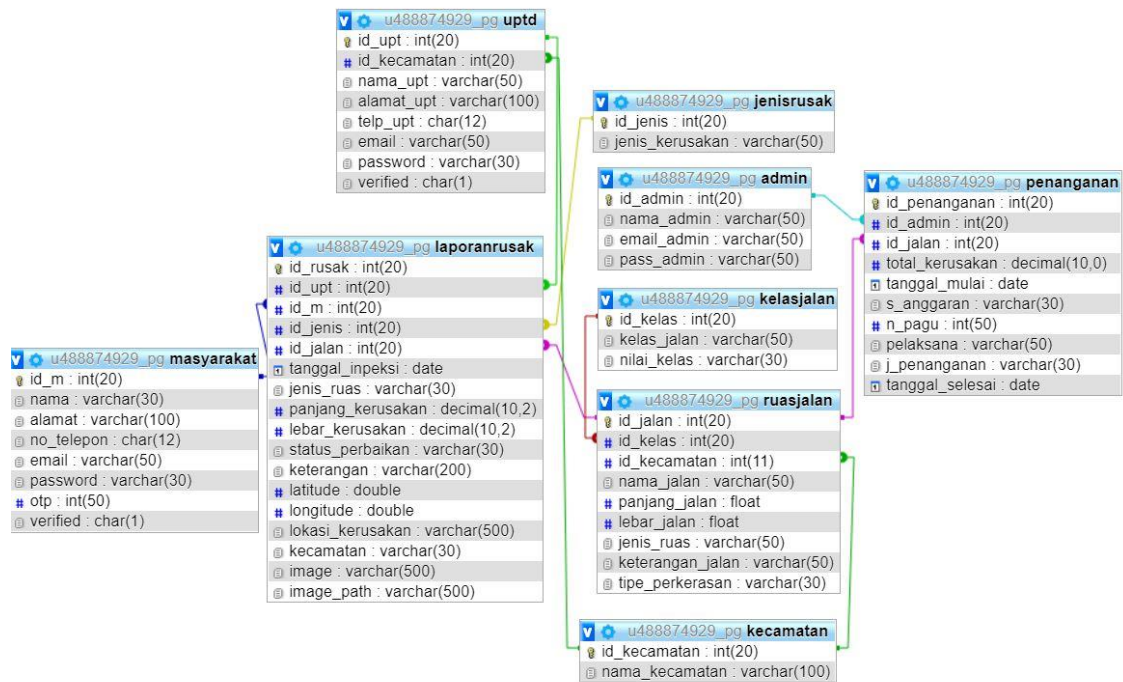 u488874929_pg uptd
id_upt : int(20)
id_kecamatan : int(20)
nama_upt : varchar(50)
alamat_upt : varchar(100)
telp_upt : char(12)
email : varchar(50)
password : varchar(30)
verified : char(1)
u488874929_pg jenisrusak
id_jenis : int(20)
jenis_kerusakan : varchar(50)
u488874929_pg admin
id_admin : int(20)
nama_admin : varchar(50)
email_admin : varchar(50)
pass_admin : varchar(50)
u488874929_pg penanganan
id_penanganan : int(20)
id_admin : int(20)
id_jalan : int(20)
total_kerusakan : decimal(10,0)
tanggal_mulai : date
s_anggaran : varchar(30)
n_pagu : int(50)
pelaksana : varchar(50)
j_penanganan : varchar(30)
tanggal_selesai : date
u488874929_pg laporanrusak
id_rusak : int(20)
id_upt : int(20)
id_m : int(20)
id_jenis : int(20)
id_jalan : int(20)
tanggal_inpeksi : date
jenis_ruas : varchar(30)
panjang_kerusakan : decimal(10,2)
lebar_kerusakan : decimal(10,2)
status_perbaikan : varchar(30)
keterangan : varchar(200)
latitude : double
longitude : double
lokasi_kerusakan : varchar(500)
kecamatan : varchar(30)
image : varchar(500)
image_path : varchar(500)
u488874929_pg kelasjalan
id_kelas : int(20)
kelas_jalan : varchar(50)
nilai_kelas : varchar(30)
u488874929_pg masyarakat
id_m : int(20)
nama : varchar(30)
alamat : varchar(100)
no_telepon : char(12)
email : varchar(50)
password : varchar(30)
otp : int(50)
verified : char(1)
u488874929_pg ruasjalan
id_jalan : int(20)
id_kelas : int(20)
id_kecamatan : int(11)
nama_jalan : varchar(50)
panjang_jalan : float
lebar_jalan : float
jenis_ruas : varchar(50)
keterangan_jalan : varchar(50)
tipe_perkerasan : varchar(30)
u488874929_pg kecamatan
id_kecamatan : int(20)
nama_kecamatan : varchar(100)